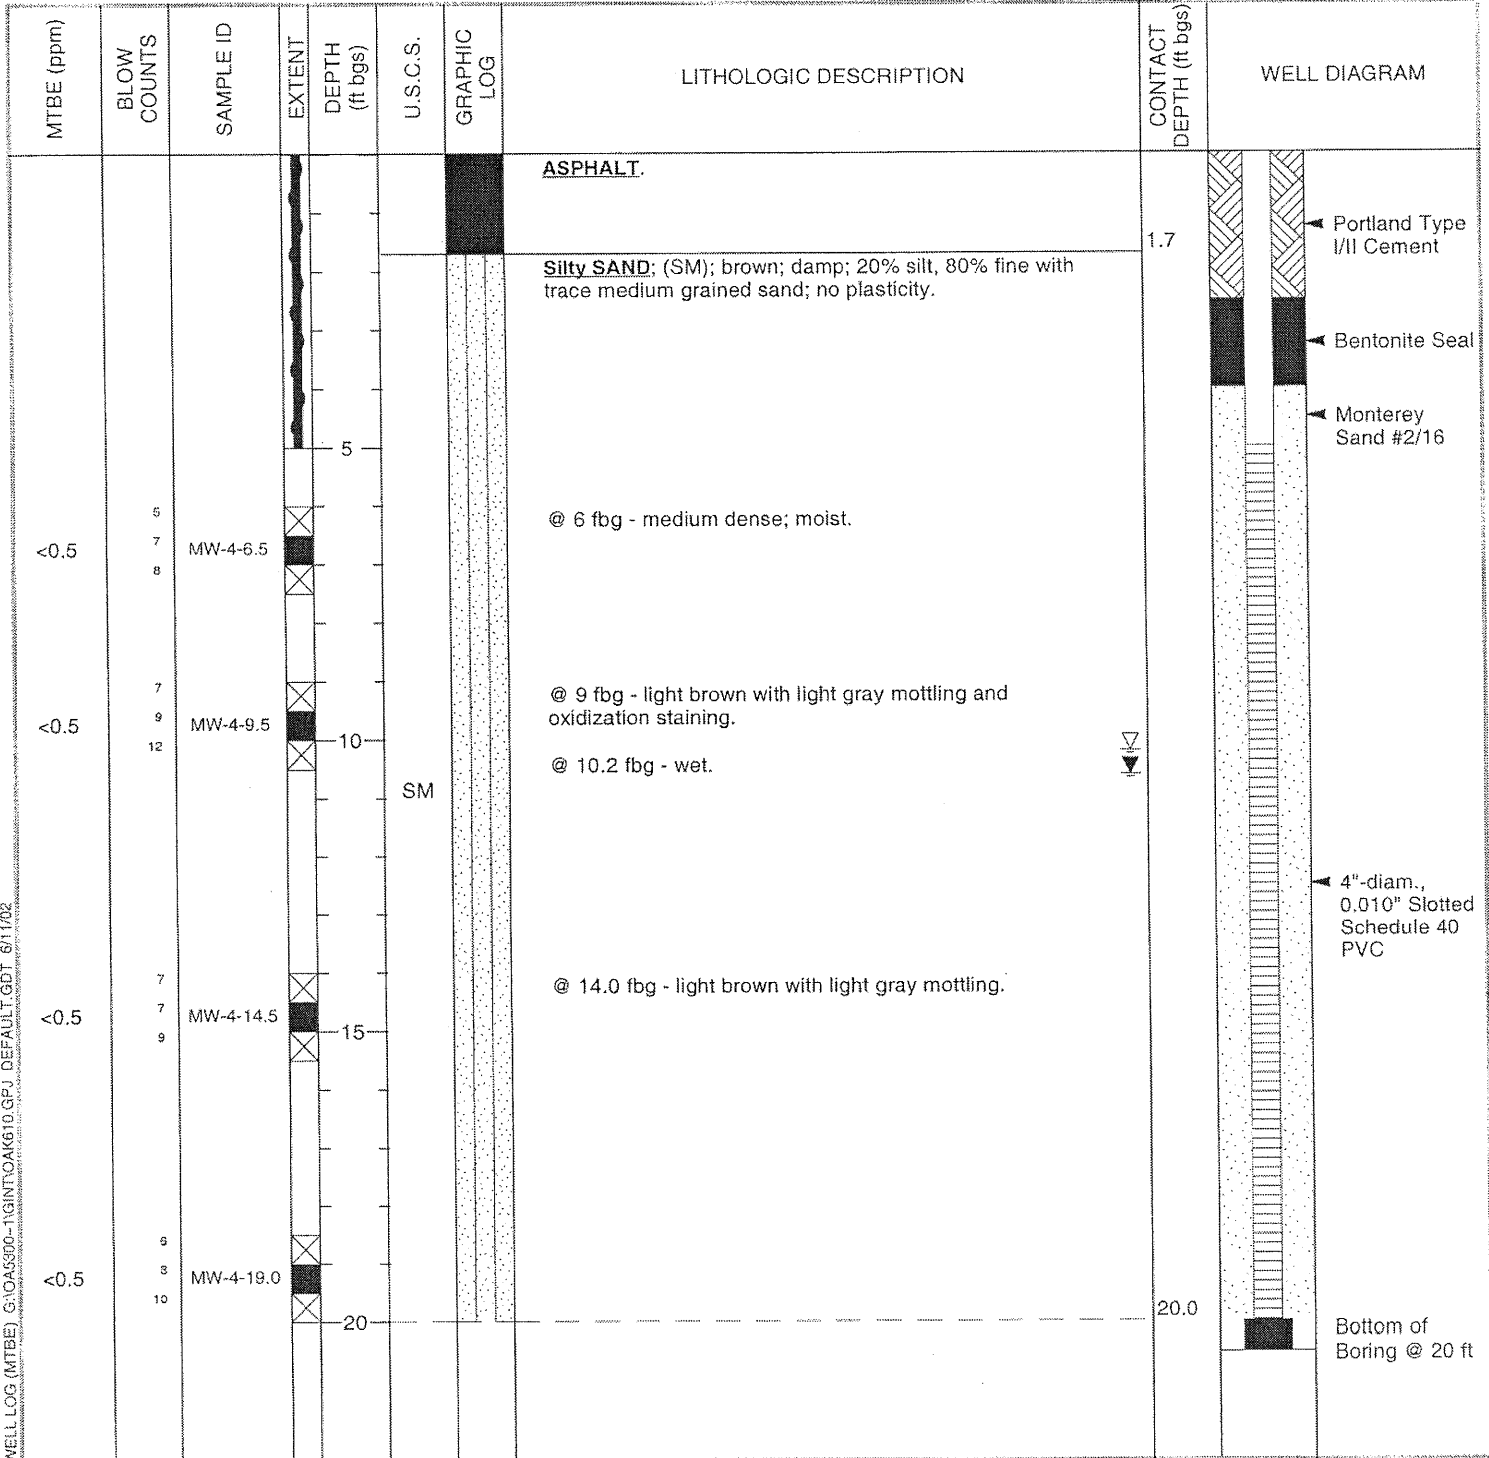 MTBE (ppm)
BLOW
COUNTS
SAMPLE ID
EXTENT
DEPTH
(ft bgs)
U.S.C.S.
GRAPHIC
LOG
LITHOLOGIC DESCRIPTION
CONTACT
DEPTH (ft bgs)
WELL DIAGRAM
ASPHALT.
1.7
Portland Type
I/II Cement
Silty SAND; (SM); brown; damp; 20% silt, 80% fine with
trace medium grained sand; no plasticity.
Bentonite Seal
Monterey
Sand #2/16
5
5
@ 6 fbg - medium dense; moist.
<0.5
7
MW-4-6.5
8
7
@ 9 fbg - light brown with light gray mottling and
oxidization staining.
<0.5
9
MW-4-9.5
12
10
@ 10.2 fbg - wet.
SM
4"-diam.,
0.010" Slotted
Schedule 40
PVC
7
@ 14.0 fbg - light brown with light gray mottling.
<0.5
7
MW-4-14.5
9
15
6
<0.5
MW-4-19.0
10
20
20.0
Bottom of
Boring @ 20 ft
WELL LOG (MTBE) G:\OA5300-1\GINT\OAK610.GPJ DEFAULT.GDT 6/11/02